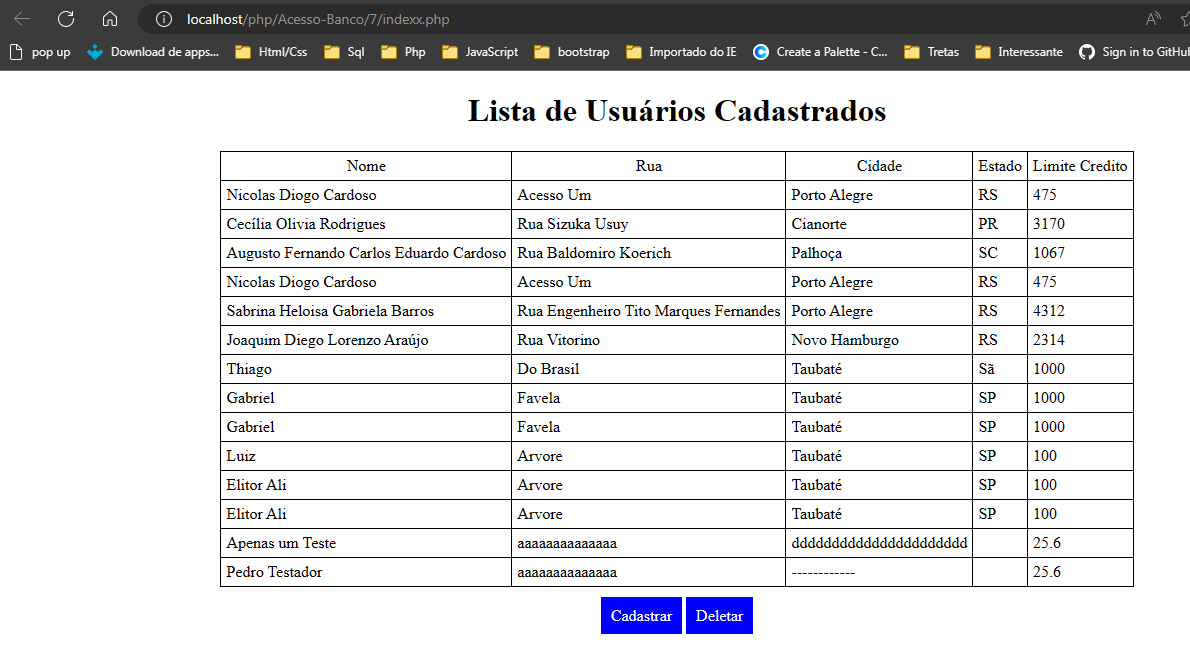 localhost/php/Acesso-Banco/7/indexx.php
pop up Download de apps... Html/Css Sql Php JavaScript bootstrap Importado do IE Create a Palette - C... Tretas Interessante Sign in to GitHub
Lista de Usuários Cadastrados
Nome Rua Cidade Estado Limite Credito
Nicolas Diogo Cardoso Acesso Um Porto Alegre RS 475
Cecília Olivia Rodrigues Rua Sizuka Usuy Cianorte PR 3170
Augusto Fernando Carlos Eduardo Cardoso Rua Baldomiro Koerich Palhoça SC 1067
Nicolas Diogo Cardoso Acesso Um Porto Alegre RS 475
Sabrina Heloisa Gabriela Barros Rua Engenheiro Tito Marques Fernandes Porto Alegre RS 4312
Joaquim Diego Lorenzo Araújo Rua Vitorino Novo Hamburgo RS 2314
Thiago Do Brasil Taubaté Sã 1000
Gabriel Favela Taubaté SP 1000
Gabriel Favela Taubaté SP 1000
Luiz Arvore Taubaté SP 100
Elitor Ali Arvore Taubaté SP 100
Elitor Ali Arvore Taubaté SP 100
Apenas um Teste aaaaaaaaaaaaaa dddddddddddddddddddddd 25.6
Pedro Testador aaaaaaaaaaaaaa ------------ 25.6
Cadastrar Deletar